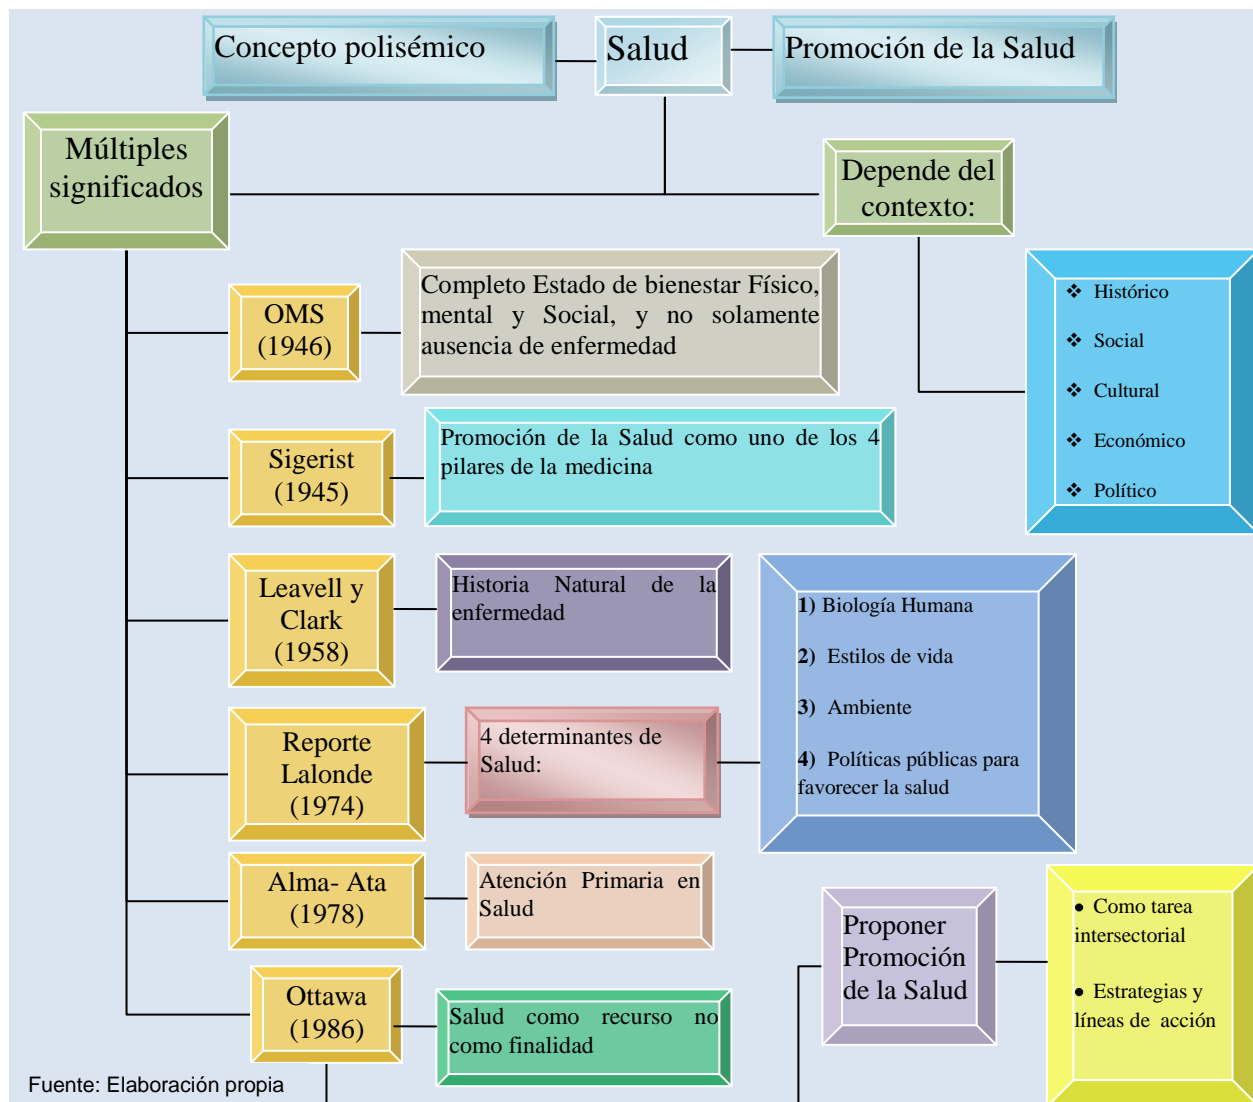 Concepto polisémico
Salud
Promoción de la Salud
Múltiples
significados
Depende del
contexto:
❖ Histórico
❖ Social
❖ Cultural
❖ Económico
❖ Político
OMS
(1946)
Completo Estado de bienestar Físico,
mental y Social, y no solamente
ausencia de enfermedad
Sigerist
(1945)
Promoción de la Salud como uno de los 4
pilares de la medicina
Leavell y
Clark
(1958)
Historia Natural de la
enfermedad
Reporte
Lalonde
(1974)
4 determinantes de
Salud:
1) Biología Humana
2) Estilos de vida
3) Ambiente
4) Políticas públicas para
favorecer la salud
Alma- Ata
(1978)
Atención Primaria en
Salud
Ottawa
(1986)
Salud como recurso no
como finalidad
Proponer
Promoción
de la Salud
• Como tarea
intersectorial
• Estrategias y
líneas de acción
Fuente: Elaboración propia